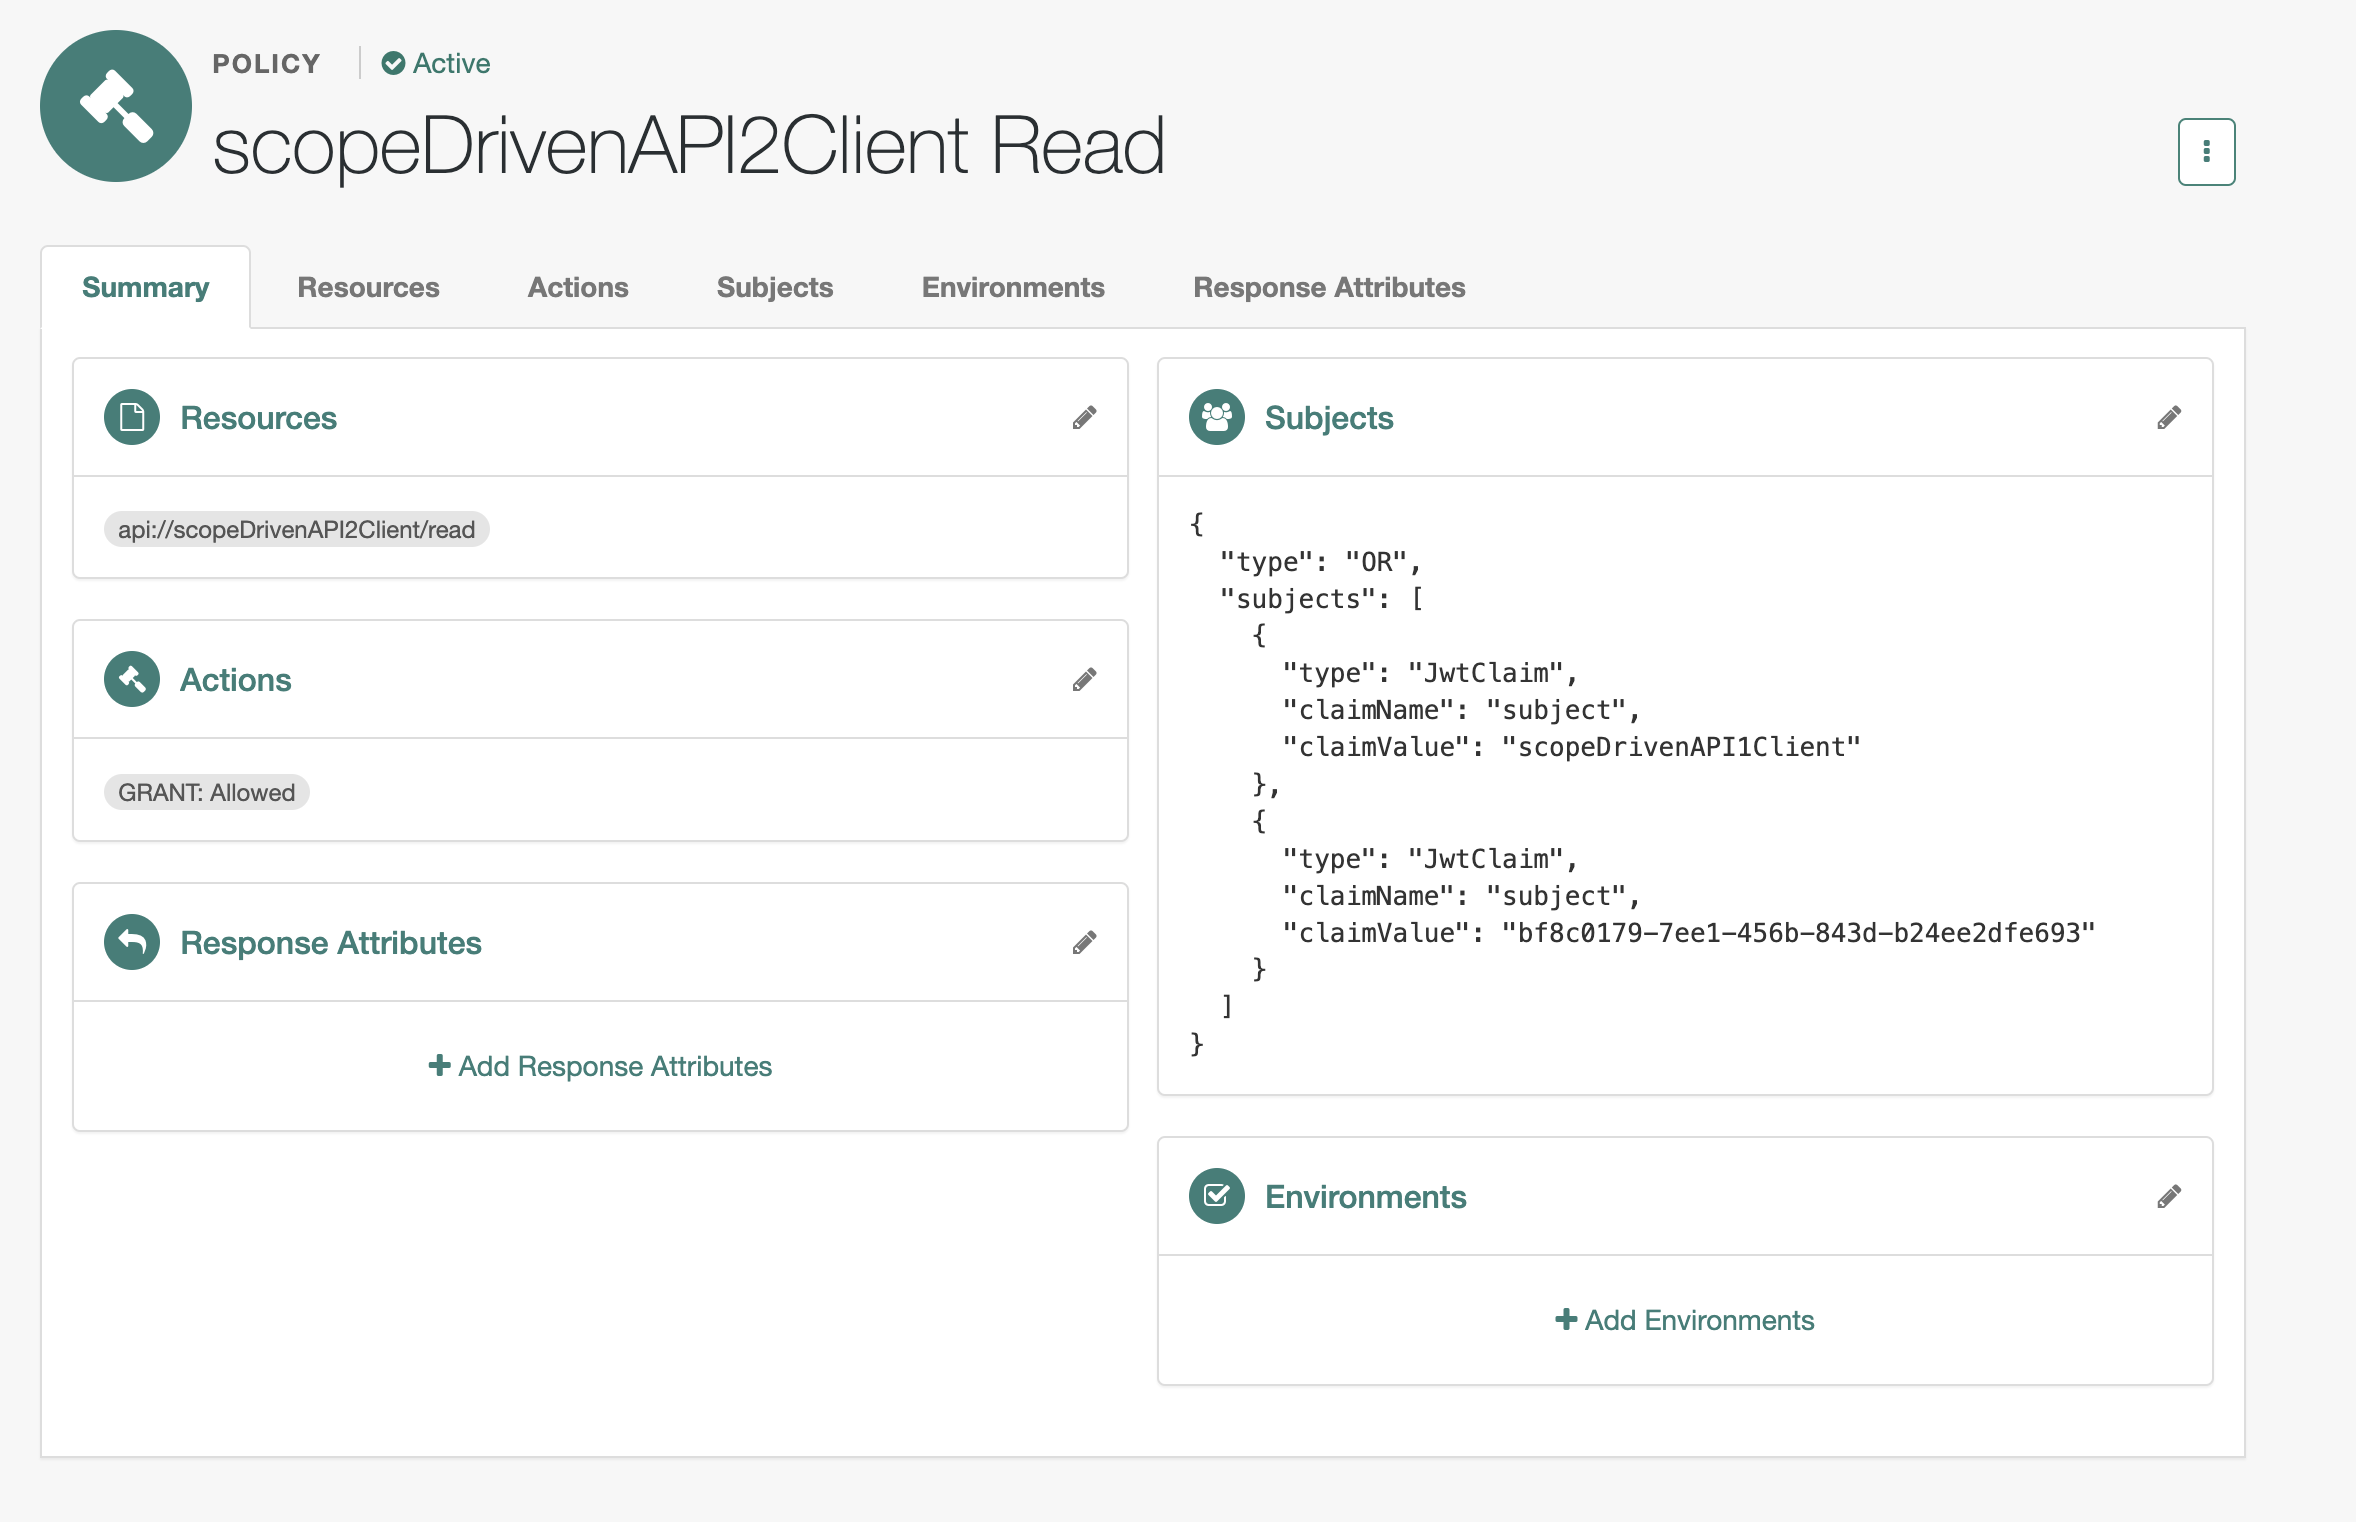 POLICY
Active
scopeDrivenAPI2Client Read
Summary
Resources
Actions
Subjects
Environments
Response Attributes
Resources
api://scopeDrivenAPI2Client/read
Actions
GRANT: Allowed
Response Attributes
Add Response Attributes
Subjects
{
"type": "OR",
"subjects": [
{
"type": "JwtClaim",
"claimName": "subject",
"claimValue": "scopeDrivenAPI1Client"
},
{
"type": "JwtClaim",
"claimName": "subject",
"claimValue": "bf8c0179-7ee1-456b-843d-b24ee2dfe693"
}
]
}
Environments
Add Environments